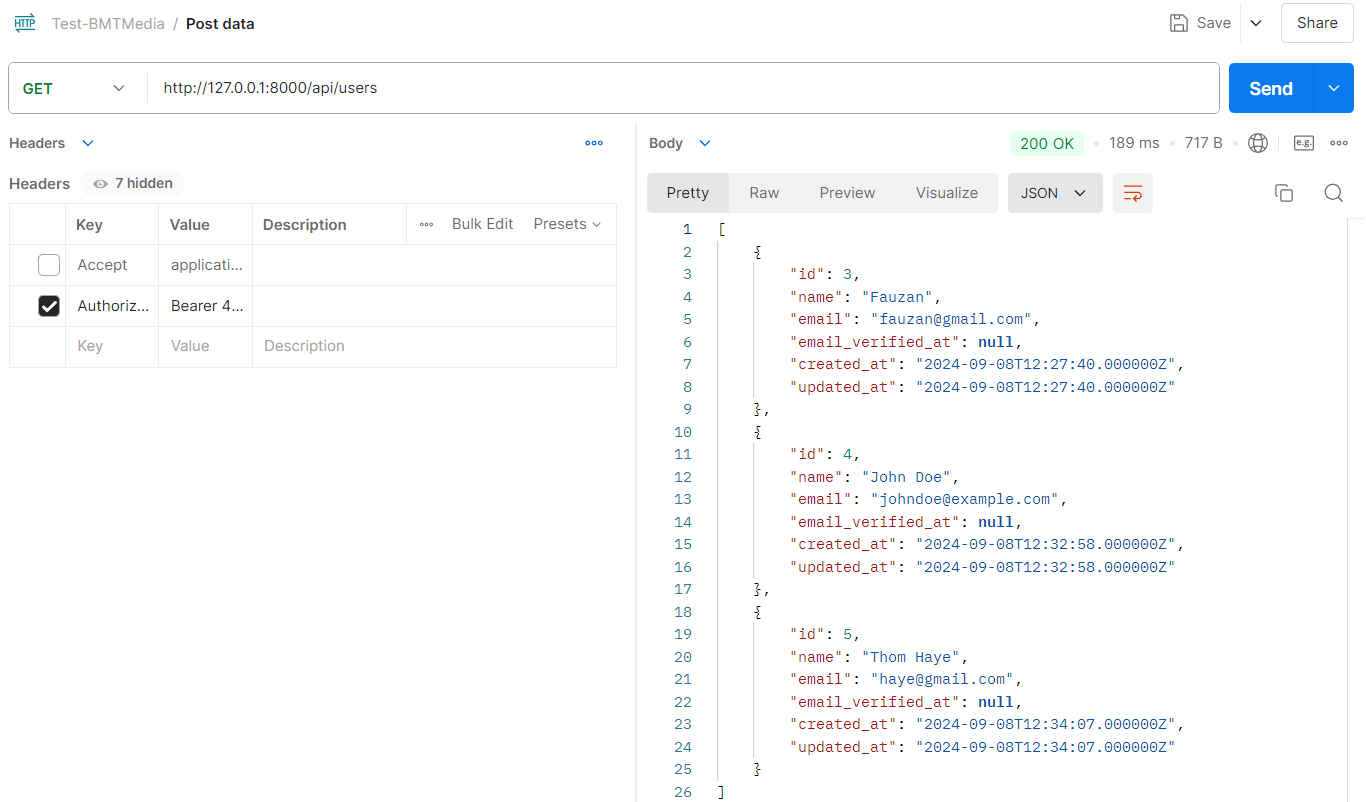 HTTP Test-BMTMedia / Post data Save Share
GET http://127.0.0.1:8000/api/users Send
Headers
Headers 7 hidden
Key Value Description Bulk Edit Presets
Accept applicati...
Authoriz... Bearer 4...
Key Value Description
Body 200 OK 189 ms 717 B e.g.
Pretty Raw Preview Visualize JSON
1 [
2 {
3 "id": 3,
4 "name": "Fauzan",
5 "email": "fauzan@gmail.com",
6 "email_verified_at": null,
7 "created_at": "2024-09-08T12:27:40.000000Z",
8 "updated_at": "2024-09-08T12:27:40.000000Z"
9 },
10 {
11 "id": 4,
12 "name": "John Doe",
13 "email": "johndoe@example.com",
14 "email_verified_at": null,
15 "created_at": "2024-09-08T12:32:58.000000Z",
16 "updated_at": "2024-09-08T12:32:58.000000Z"
17 },
18 {
19 "id": 5,
20 "name": "Thom Haye",
21 "email": "haye@gmail.com",
22 "email_verified_at": null,
23 "created_at": "2024-09-08T12:34:07.000000Z",
24 "updated_at": "2024-09-08T12:34:07.000000Z"
25 }
26 ]